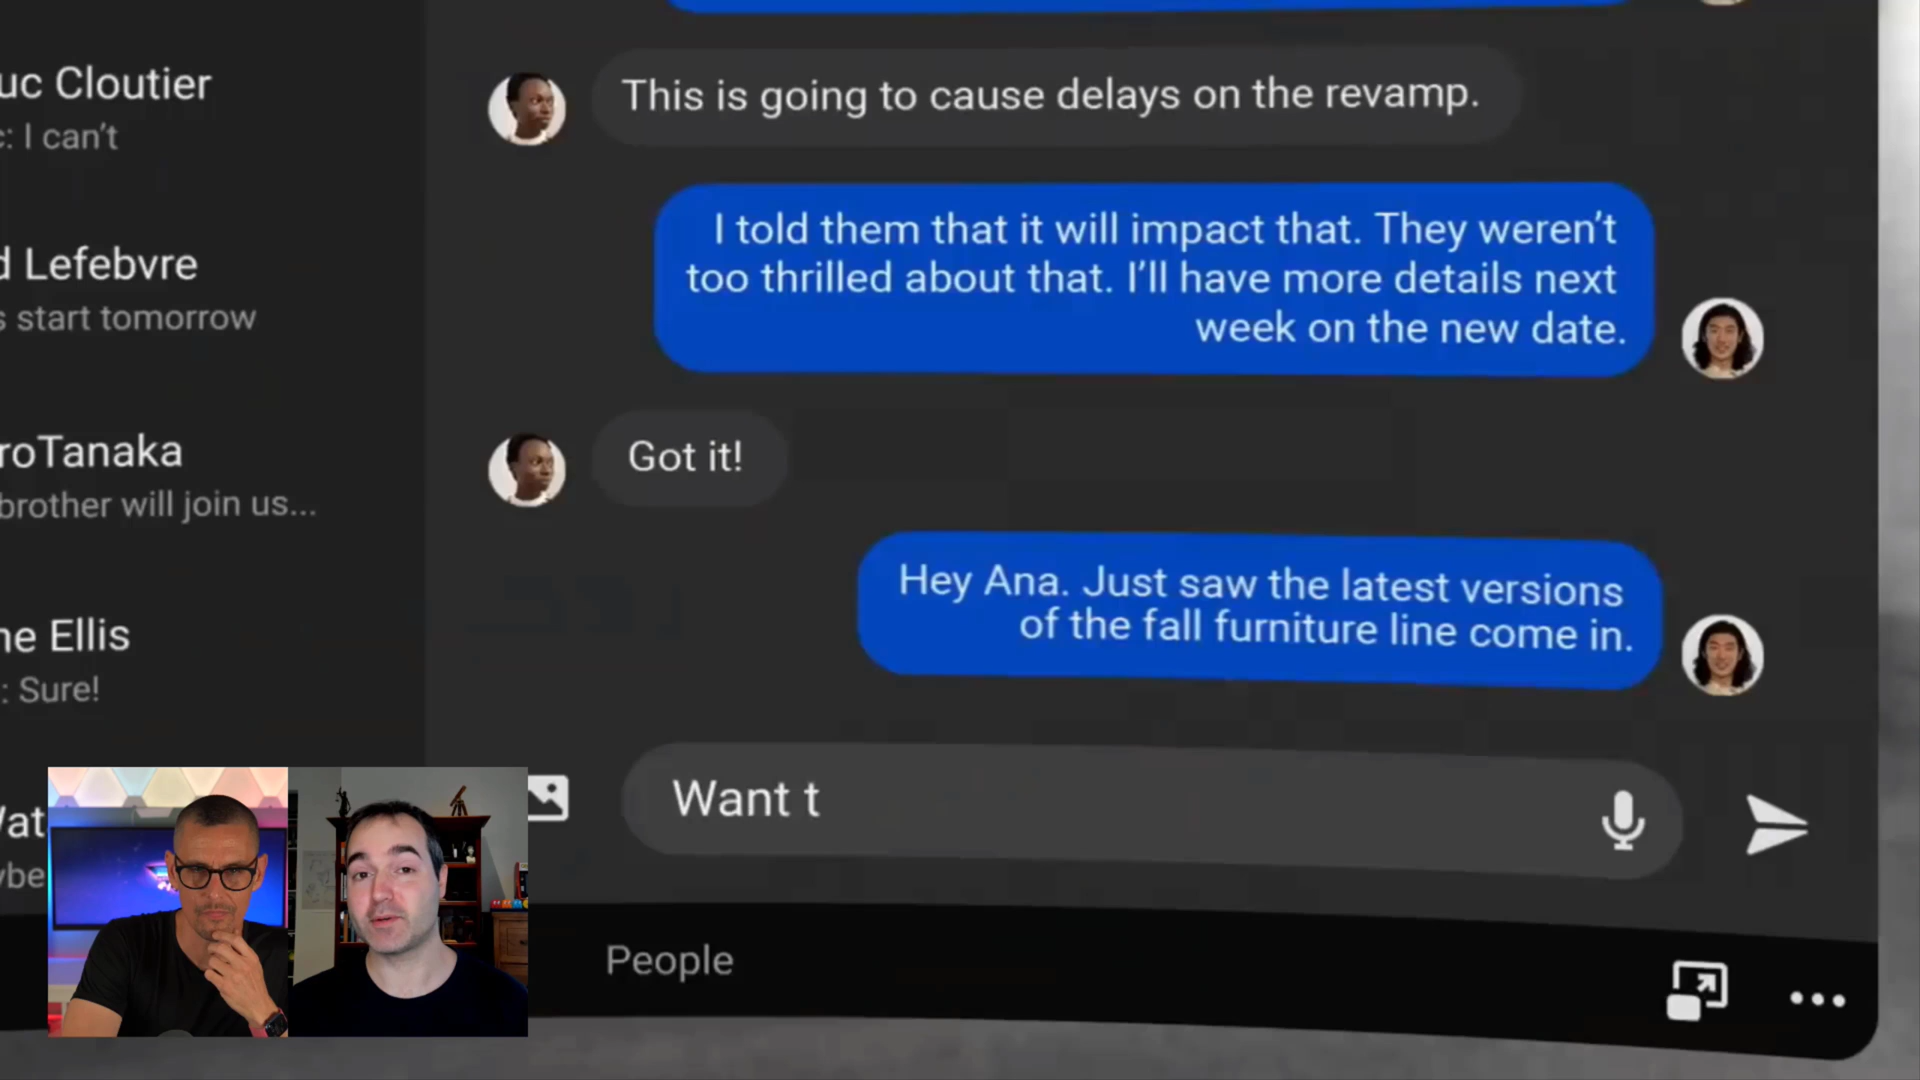 uc Cloutier
c: I can't
d Lefebvre
s start tomorrow
roTanaka
brother will join us...
ne Ellis
: Sure!
This is going to cause delays on the revamp.
I told them that it will impact that. They weren't
too thrilled about that. I'll have more details next
week on the new date.
Got it!
Hey Ana. Just saw the latest versions
of the fall furniture line come in.
Want t
People